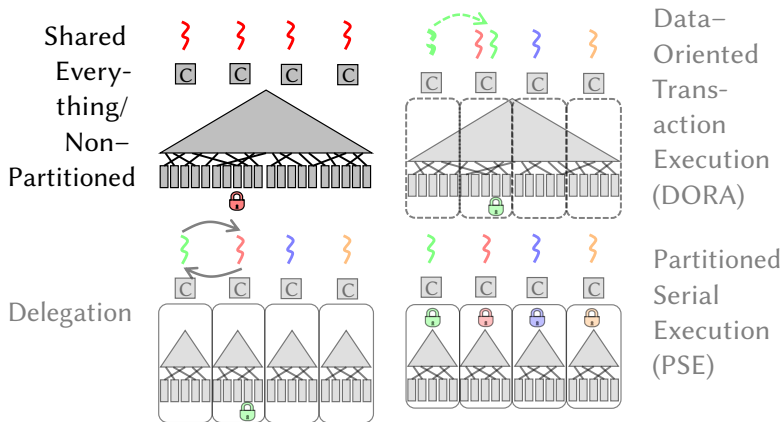 Shared
Every-
thing/
Non–
Partitioned
C C C C
C C C C
Data–
Oriented
Trans-
action
Execution
(DORA)
Delegation
C C C C
C C C C
Partitioned
Serial
Execution
(PSE)